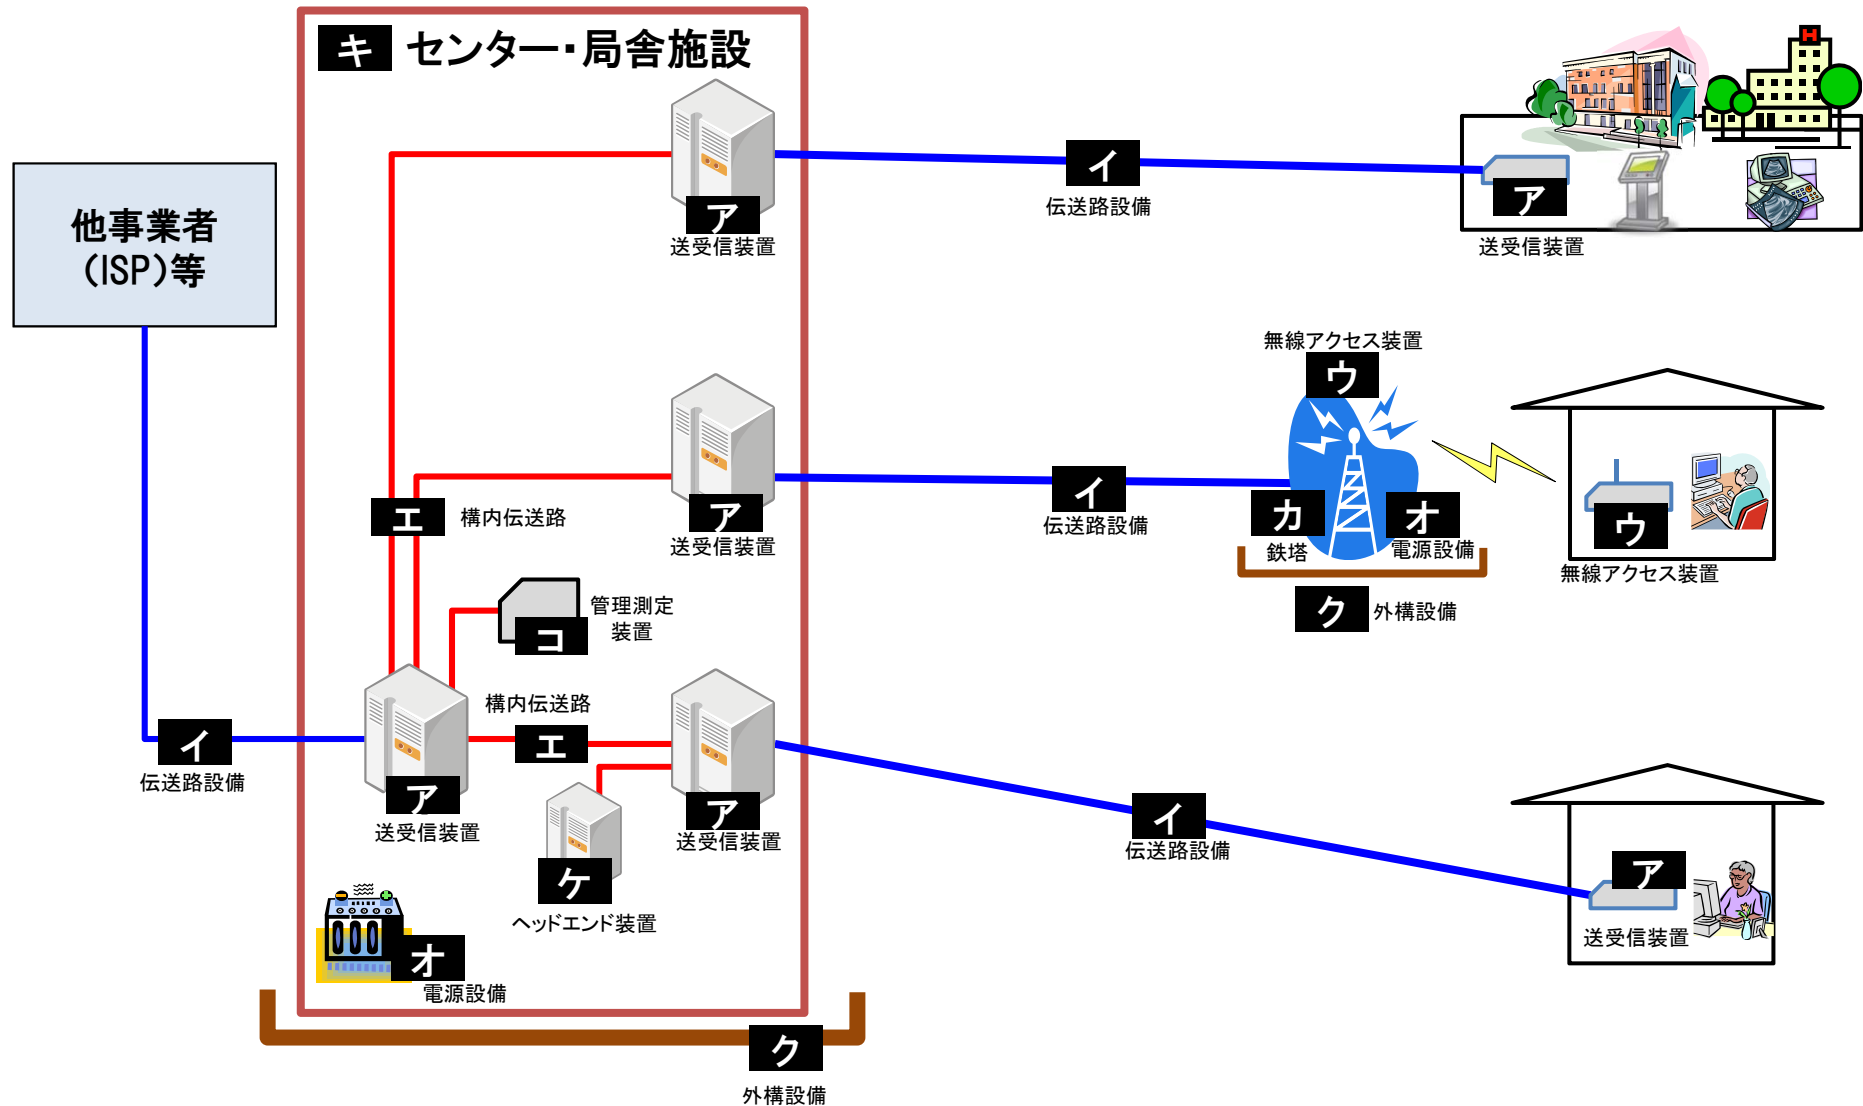 キ センター・局舎施設
他事業者
(ISP)等
ア
送受信装置
イ
伝送路設備
H
ア
送受信装置
無線アクセス装置
ウ
エ 構内伝送路
ア
送受信装置
イ
伝送路設備
カ
鉄塔
オ
電源設備
ク 外構設備
ウ
無線アクセス装置
コ
管理測定
装置
構内伝送路
エ
イ
伝送路設備
ア
送受信装置
ア
送受信装置
ケ
ヘッドエンド装置
イ
伝送路設備
ア
送受信装置
オ
電源設備
ク
外構設備